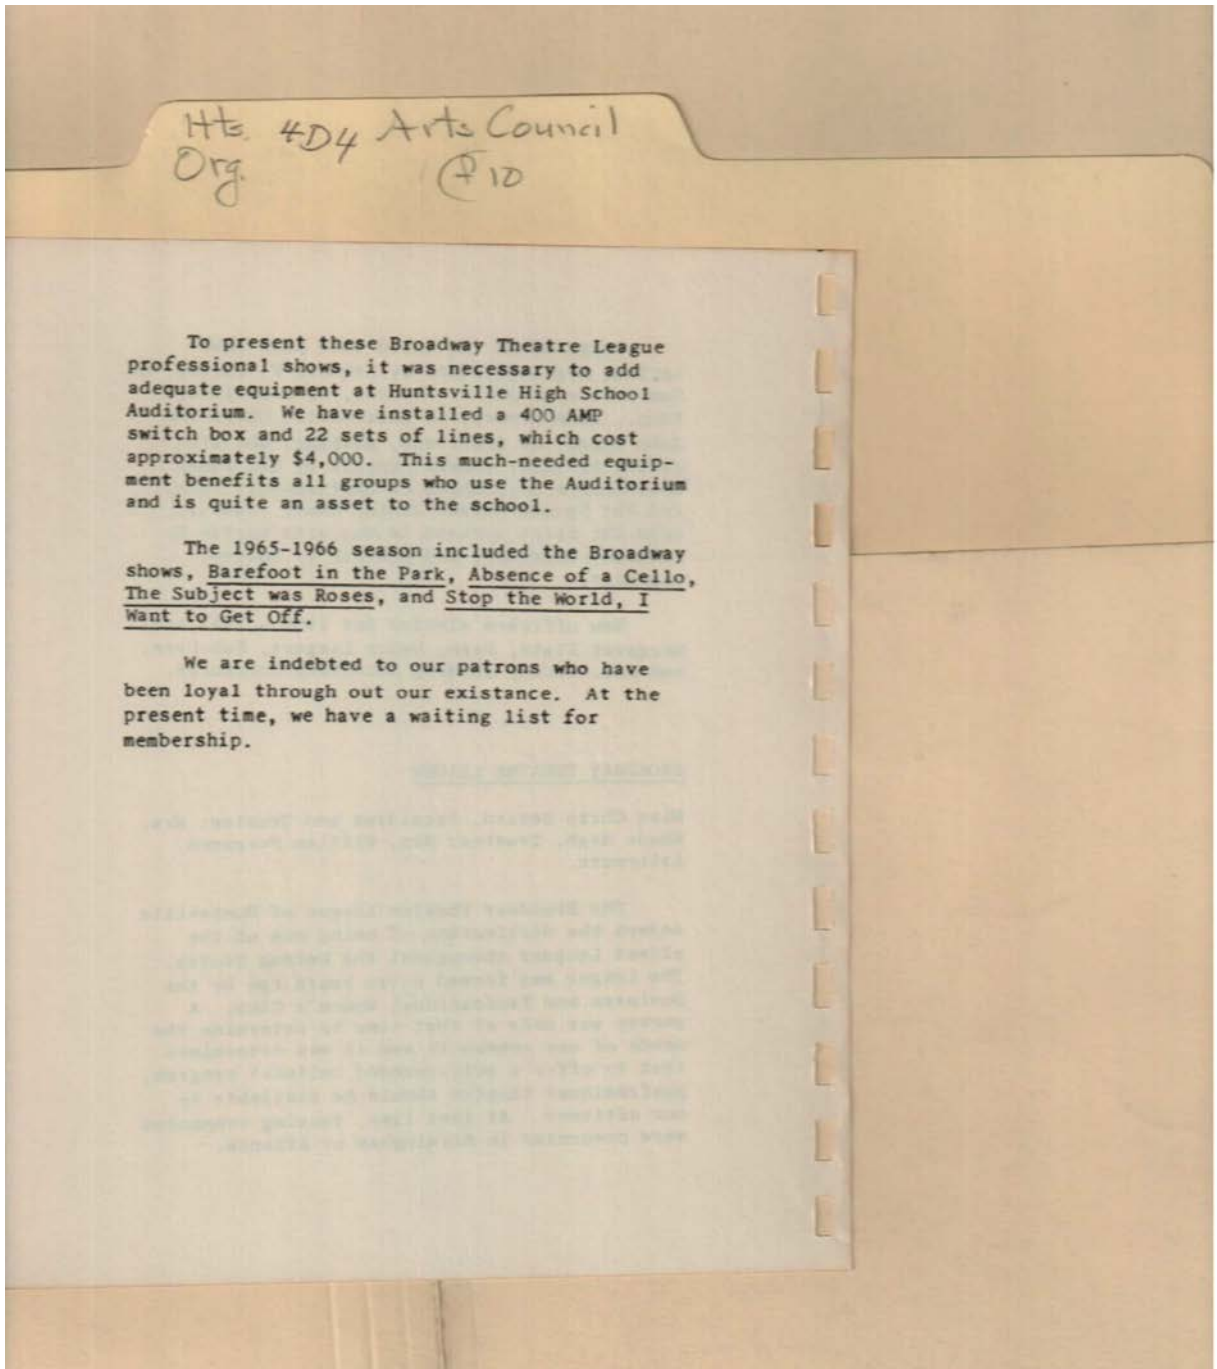 Hts. 4D4 Arts Council
Org. 10
To present these Broadway Theatre League
professional shows, it was necessary to add
adequate equipment at Huntsville High School
Auditorium. We have installed a 400 AMP
switch box and 22 sets of lines, which cost
approximately $4,000. This much-needed equip-
ment benefits all groups who use the Auditorium
and is quite an asset to the school.
The 1965-1966 season included the Broadway
shows, Barefoot in the Park, Absence of a Cello,
The Subject was Roses, and Stop the World, I
Want to Get Off.
We are indebted to our patrons who have
been loyal through out our existance. At the
present time, we have a waiting list for
membership.